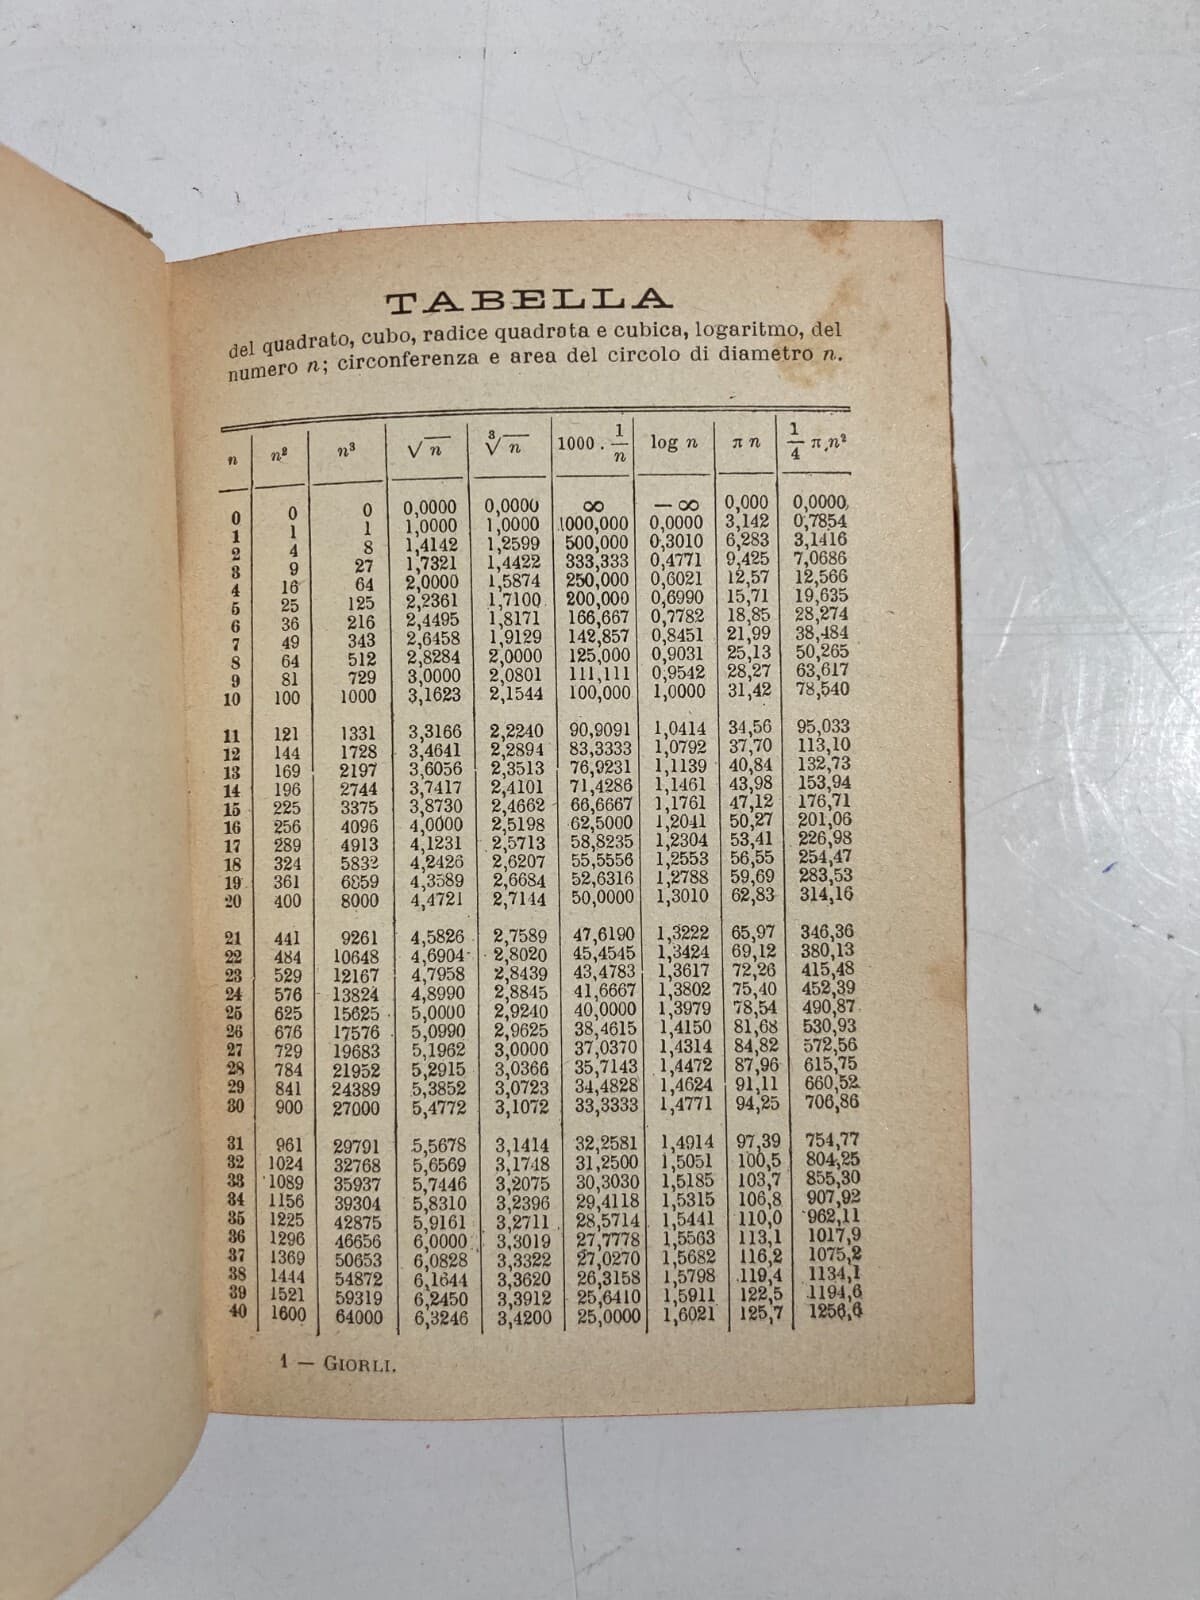 TABELLA
del quadrato, cubo, radice quadrata e cubica, logaritmo, del
numero n; circonferenza e area del circolo di diametro n.
n n² n³ √n ∛n 1000 . 1/n log n π n 1/4 π n²
0 0 0 0,0000 0,0000 ∞ — ∞ 0,000 0,0000
1 1 1 1,0000 1,0000 1000,000 0,0000 3,142 0,7854
2 4 8 1,4142 1,2599 500,000 0,3010 6,283 3,1416
3 9 27 1,7321 1,4422 333,333 0,4771 9,425 7,0686
4 16 64 2,0000 1,5874 250,000 0,6021 12,57 12,566
5 25 125 2,2361 1,7100 200,000 0,6990 15,71 19,635
6 36 216 2,4495 1,8171 166,667 0,7782 18,85 28,274
7 49 343 2,6458 1,9129 142,857 0,8451 21,99 38,484
8 64 512 2,8284 2,0000 125,000 0,9031 25,13 50,265
9 81 729 3,0000 2,0801 111,111 0,9542 28,27 63,617
10 100 1000 3,1623 2,1544 100,000 1,0000 31,42 78,540
11 121 1331 3,3166 2,2240 90,9091 1,0414 34,56 95,033
12 144 1728 3,4641 2,2894 83,3333 1,0792 37,70 113,10
13 169 2197 3,6056 2,3513 76,9231 1,1139 40,84 132,73
14 196 2744 3,7417 2,4101 71,4286 1,1461 43,98 153,94
15 225 3375 3,8730 2,4662 66,6667 1,1761 47,12 176,71
16 256 4096 4,0000 2,5198 62,5000 1,2041 50,27 201,06
17 289 4913 4,1231 2,5713 58,8235 1,2304 53,41 226,98
18 324 5832 4,2426 2,6207 55,5556 1,2553 56,55 254,47
19 361 6859 4,3589 2,6684 52,6316 1,2788 59,69 283,53
20 400 8000 4,4721 2,7144 50,0000 1,3010 62,83 314,16
21 441 9261 4,5826 2,7589 47,6190 1,3222 65,97 346,36
22 484 10648 4,6904 2,8020 45,4545 1,3424 69,12 380,13
23 529 12167 4,7958 2,8439 43,4783 1,3617 72,26 415,48
24 576 13824 4,8990 2,8845 41,6667 1,3802 75,40 452,39
25 625 15625 5,0000 2,9240 40,0000 1,3979 78,54 490,87
26 676 17576 5,0990 2,9625 38,4615 1,4150 81,68 530,93
27 729 19683 5,1962 3,0000 37,0370 1,4314 84,82 572,56
28 784 21952 5,2915 3,0366 35,7143 1,4472 87,96 615,75
29 841 24389 5,3852 3,0723 34,4828 1,4624 91,11 660,52
30 900 27000 5,4772 3,1072 33,3333 1,4771 94,25 706,86
31 961 29791 5,5678 3,1414 32,2581 1,4914 97,39 754,77
32 1024 32768 5,6569 3,1748 31,2500 1,5051 100,5 804,25
33 1089 35937 5,7446 3,2075 30,3030 1,5185 103,7 855,30
34 1156 39304 5,8310 3,2396 29,4118 1,5315 106,8 907,92
35 1225 42875 5,9161 3,2711 28,5714 1,5441 110,0 962,11
36 1296 46656 6,0000 3,3019 27,7778 1,5563 113,1 1017,9
37 1369 50653 6,0828 3,3322 27,0270 1,5682 116,2 1075,2
38 1444 54872 6,1644 3,3620 26,3158 1,5798 119,4 1134,1
39 1521 59319 6,2450 3,3912 25,6410 1,5911 122,5 1194,6
40 1600 64000 6,3246 3,4200 25,0000 1,6021 125,7 1256,6
1 — GIORLI.